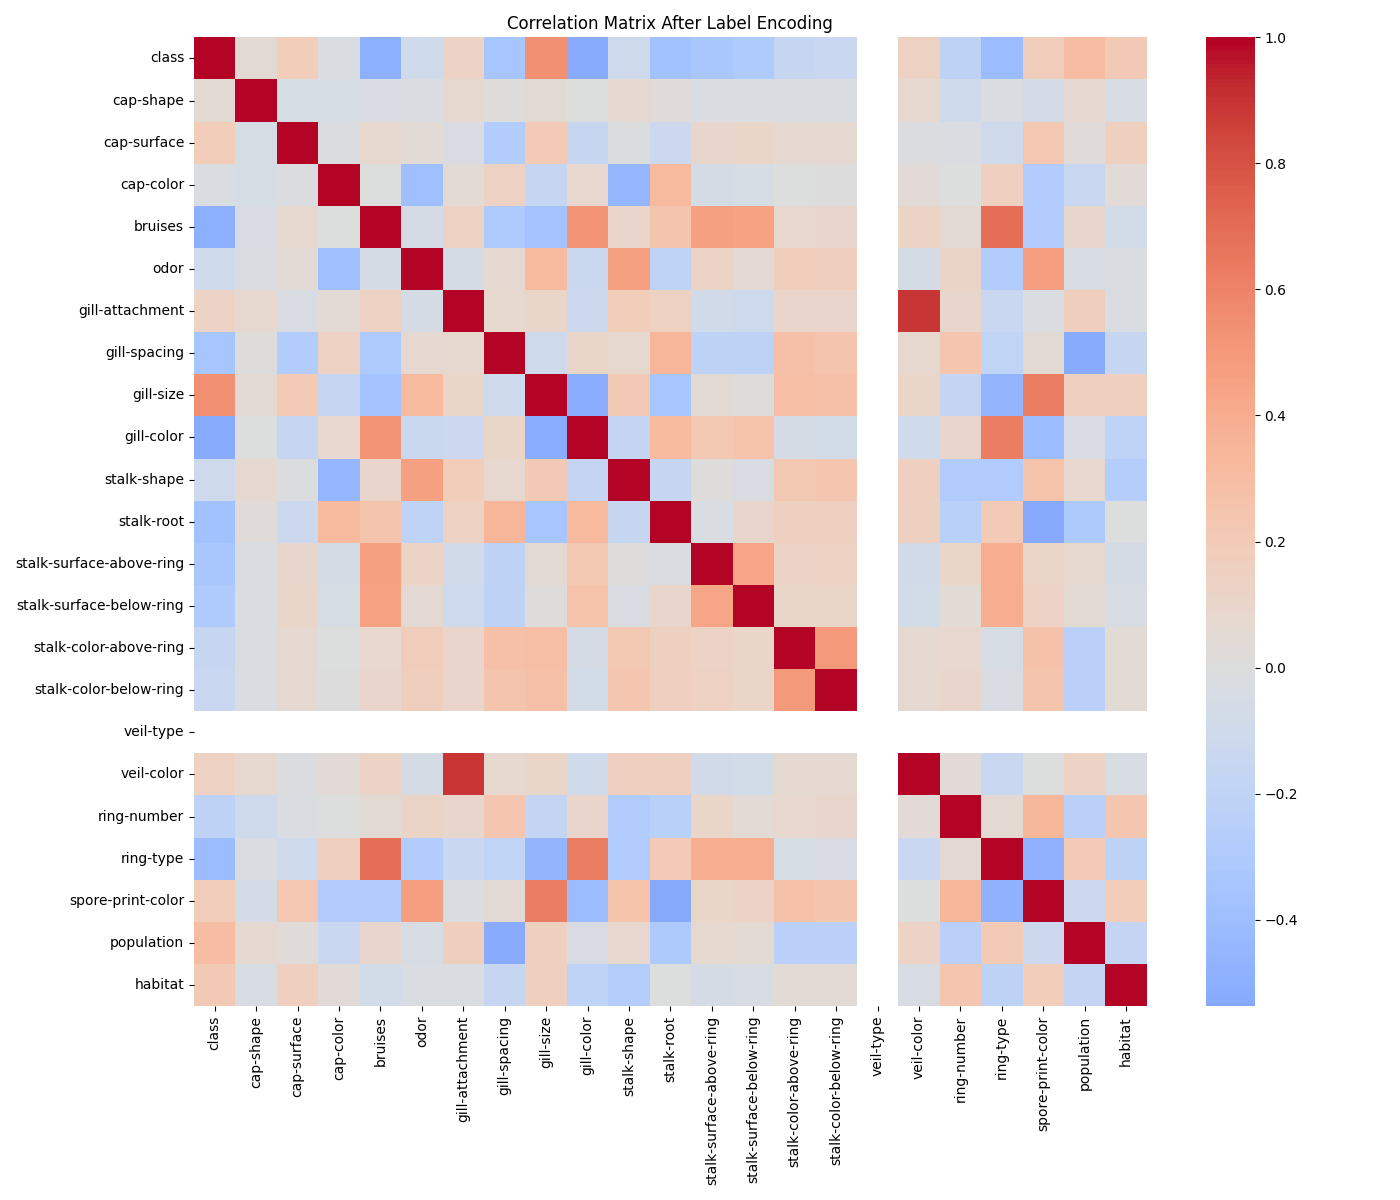 Correlation Matrix After Label Encoding
class
cap-shape
cap-surface
cap-color
bruises
odor
gill-attachment
gill-spacing
gill-size
gill-color
stalk-shape
stalk-root
stalk-surface-above-ring
stalk-surface-below-ring
stalk-color-above-ring
stalk-color-below-ring
veil-type
veil-color
ring-number
ring-type
spore-print-color
population
habitat
class
cap-shape
cap-surface
cap-color
bruises
odor
gill-attachment
gill-spacing
gill-size
gill-color
stalk-shape
stalk-root
stalk-surface-above-ring
stalk-surface-below-ring
stalk-color-above-ring
stalk-color-below-ring
veil-type
veil-color
ring-number
ring-type
spore-print-color
population
habitat
1.0
0.8
0.6
0.4
0.2
0.0
−0.2
−0.4